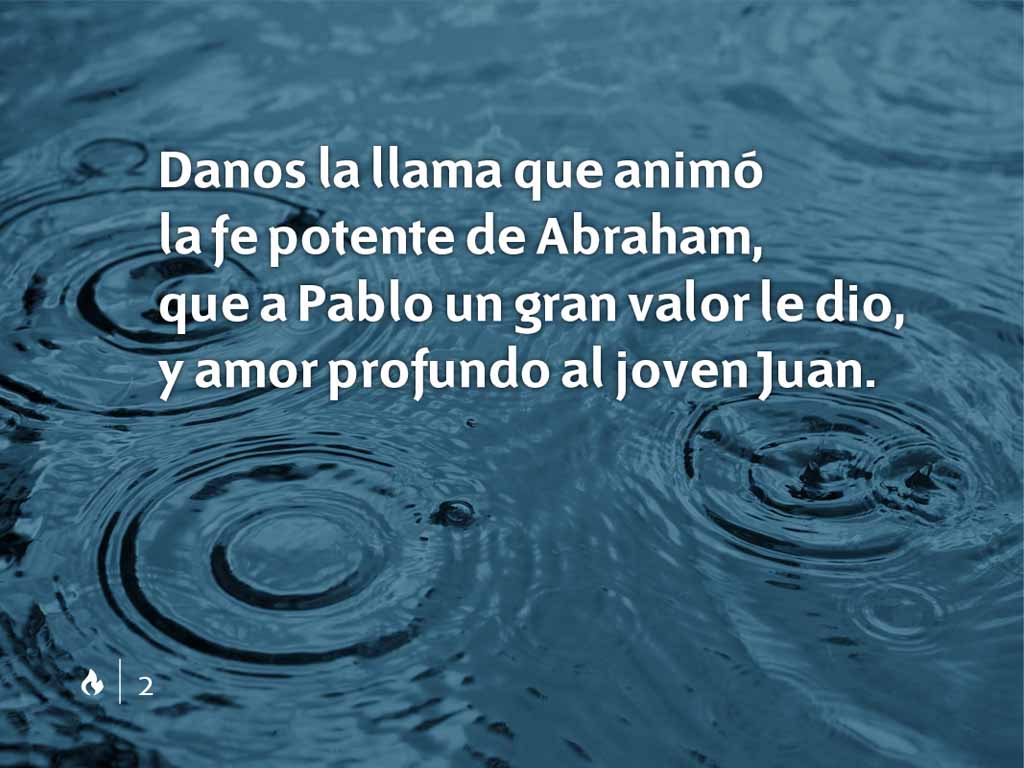 Danos la llama que animó
la fe potente de Abraham,
que a Pablo un gran valor le dio,
y amor profundo al joven Juan.
2